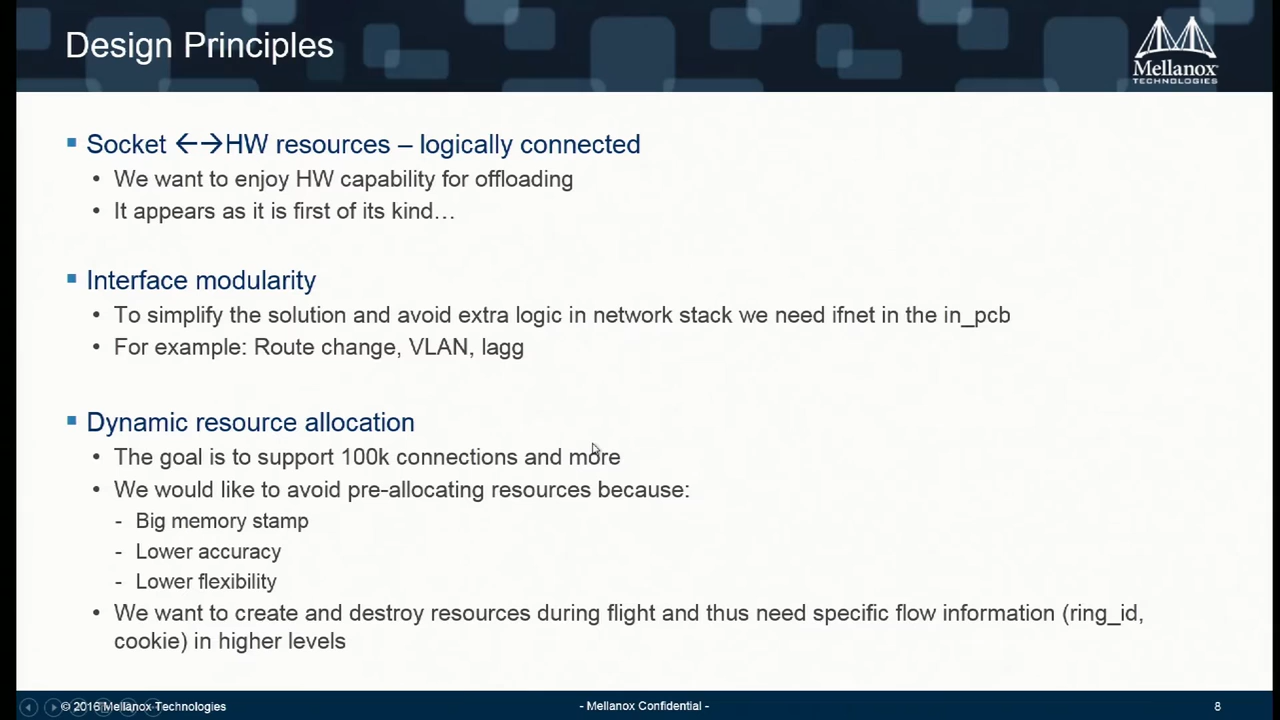 Design Principles
Mellanox
TECHNOLOGIES
Socket ←→HW resources – logically connected
We want to enjoy HW capability for offloading
It appears as it is first of its kind…
Interface modularity
To simplify the solution and avoid extra logic in network stack we need ifnet in the in_pcb
For example: Route change, VLAN, lagg
Dynamic resource allocation
The goal is to support 100k connections and more
We would like to avoid pre-allocating resources because:
- Big memory stamp
- Lower accuracy
- Lower flexibility
We want to create and destroy resources during flight and thus need specific flow information (ring_id,
cookie) in higher levels
© 2016 Mellanox Technologies
- Mellanox Confidential -
8